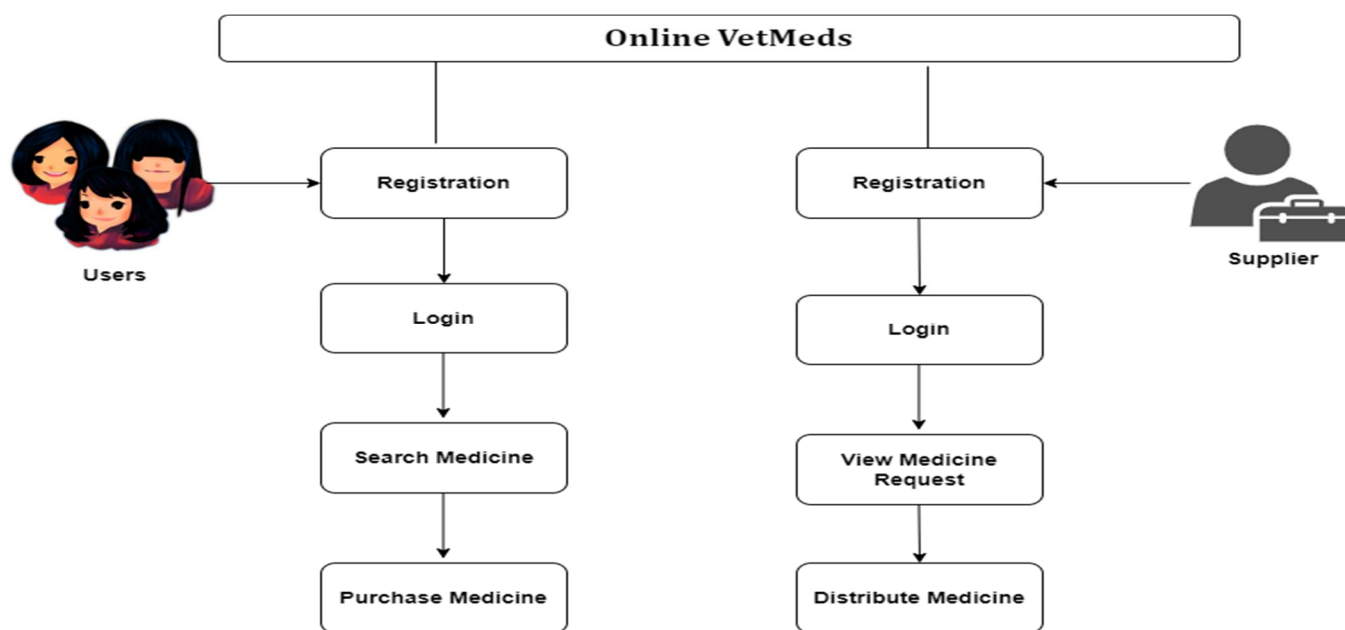 Online VetMeds
Registration
Registration
Users
Supplier
Login
Login
Search Medicine
View Medicine
Request
Purchase Medicine
Distribute Medicine